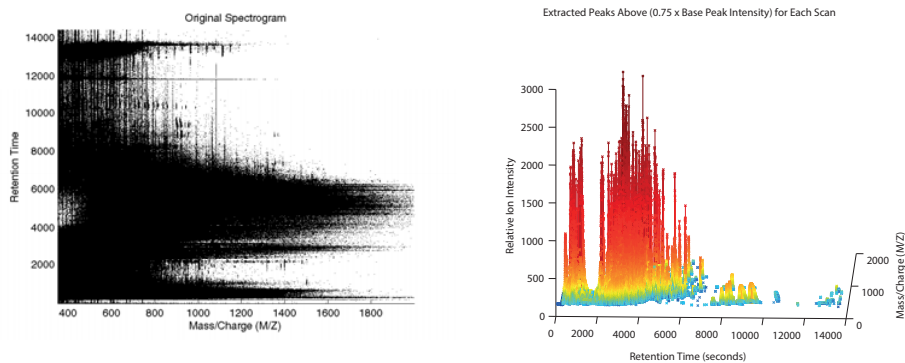 Original Spectrogram
14000
12000
10000
8000
6000
4000
2000
Retention Time
400 600 800 1000 1200 1400 1600 1800
Mass/Charge (M/Z)
Extracted Peaks Above (0.75 x Base Peak Intensity) for Each Scan
3000
2500
2000
1500
1000
500
0
Relative Ion Intensity
0 2000 4000 6000 8000 10000 12000 14000
Retention Time (seconds)
2000
1000
0
Mass/Charge (M/Z)